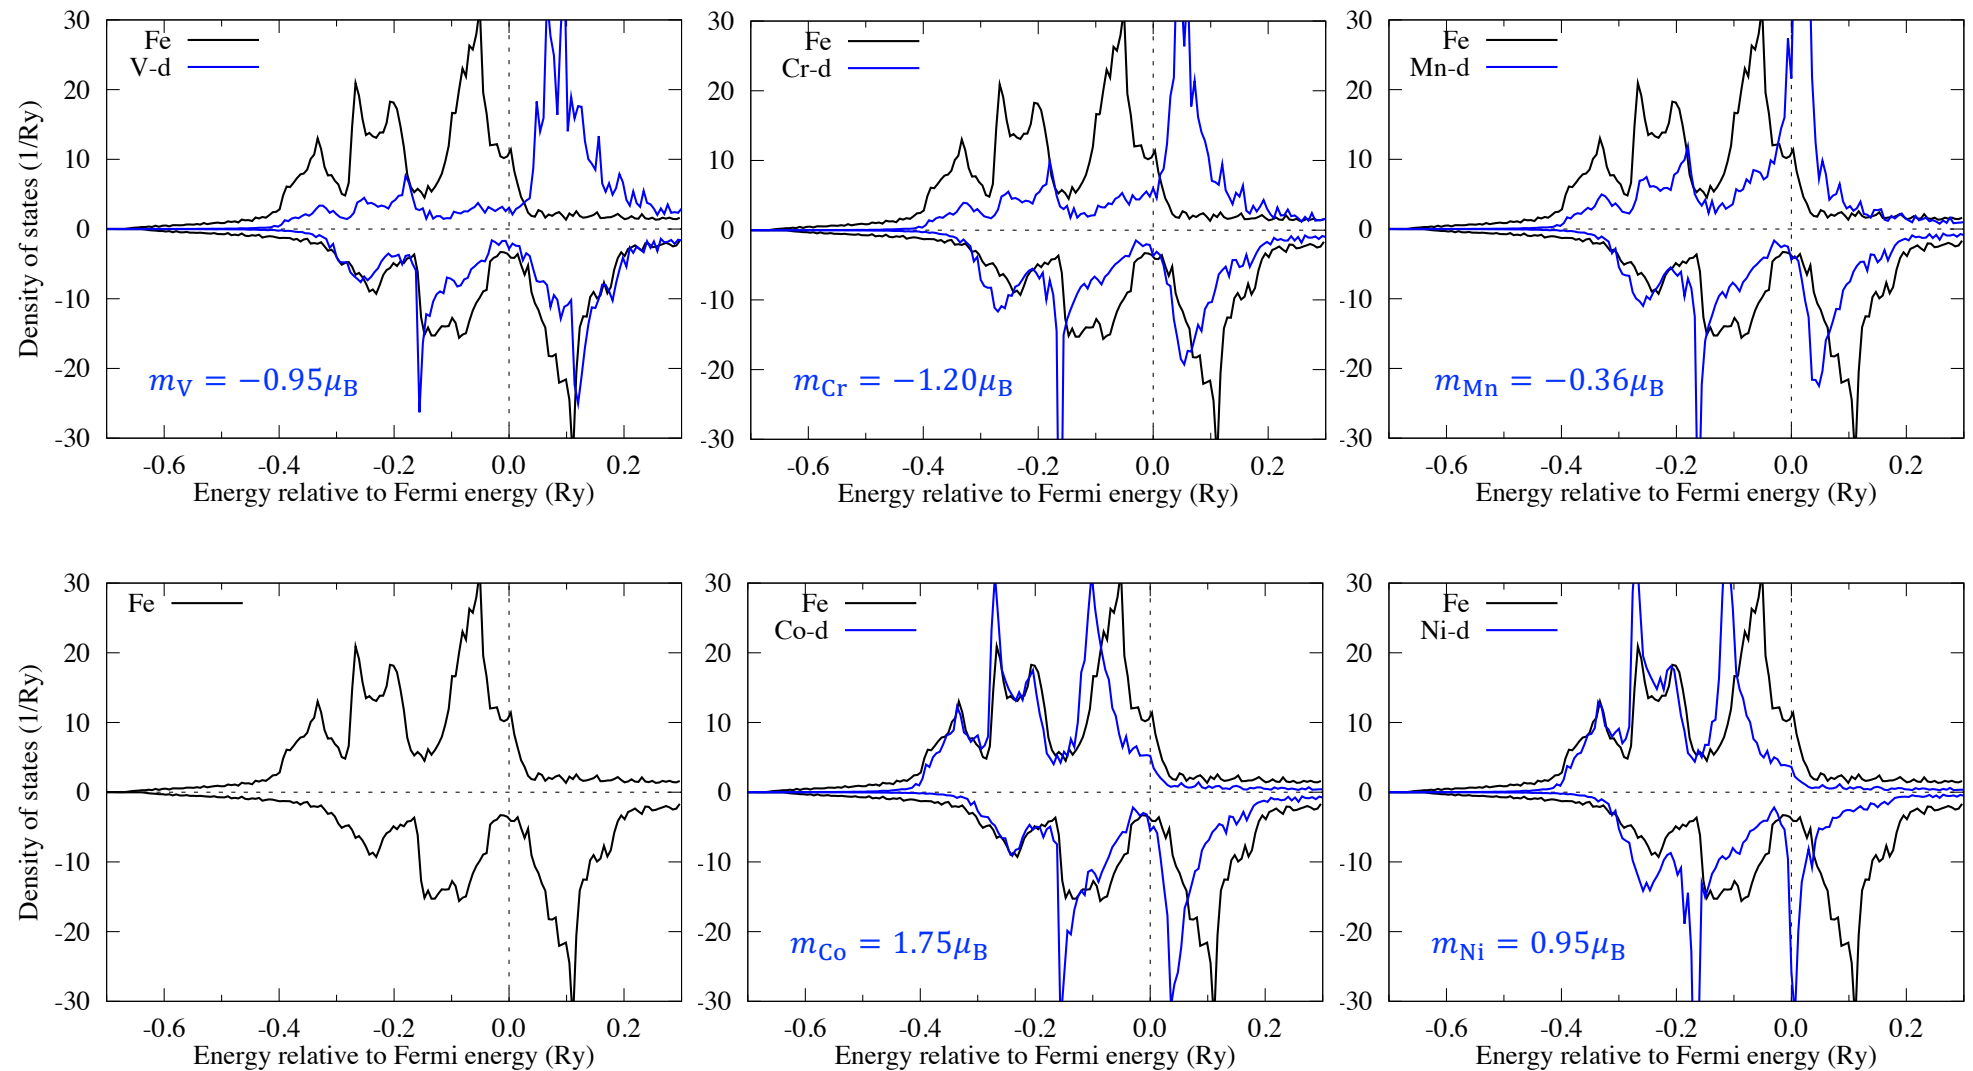 30
20
10
0
-10
-20
-30
Density of states (1/Ry)
Fe
V-d
m_V = −0.95μ_B
-0.6 -0.4 -0.2 0.0 0.2
Energy relative to Fermi energy (Ry)
30
20
10
0
-10
-20
-30
Fe
Cr-d
m_Cr = −1.20μ_B
-0.6 -0.4 -0.2 0.0 0.2
Energy relative to Fermi energy (Ry)
30
20
10
0
-10
-20
-30
Fe
Mn-d
m_Mn = −0.36μ_B
-0.6 -0.4 -0.2 0.0 0.2
Energy relative to Fermi energy (Ry)
30
20
10
0
-10
-20
-30
Density of states (1/Ry)
Fe
-0.6 -0.4 -0.2 0.0 0.2
Energy relative to Fermi energy (Ry)
30
20
10
0
-10
-20
-30
Fe
Co-d
m_Co = 1.75μ_B
-0.6 -0.4 -0.2 0.0 0.2
Energy relative to Fermi energy (Ry)
30
20
10
0
-10
-20
-30
Fe
Ni-d
m_Ni = 0.95μ_B
-0.6 -0.4 -0.2 0.0 0.2
Energy relative to Fermi energy (Ry)